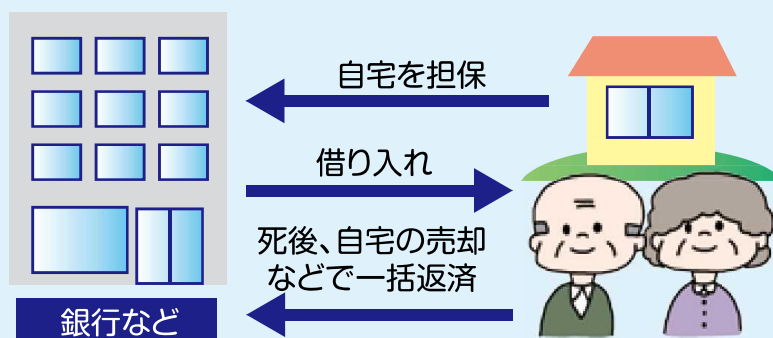 自宅を担保
借り入れ
死後、自宅の売却
などで一括返済
銀行など